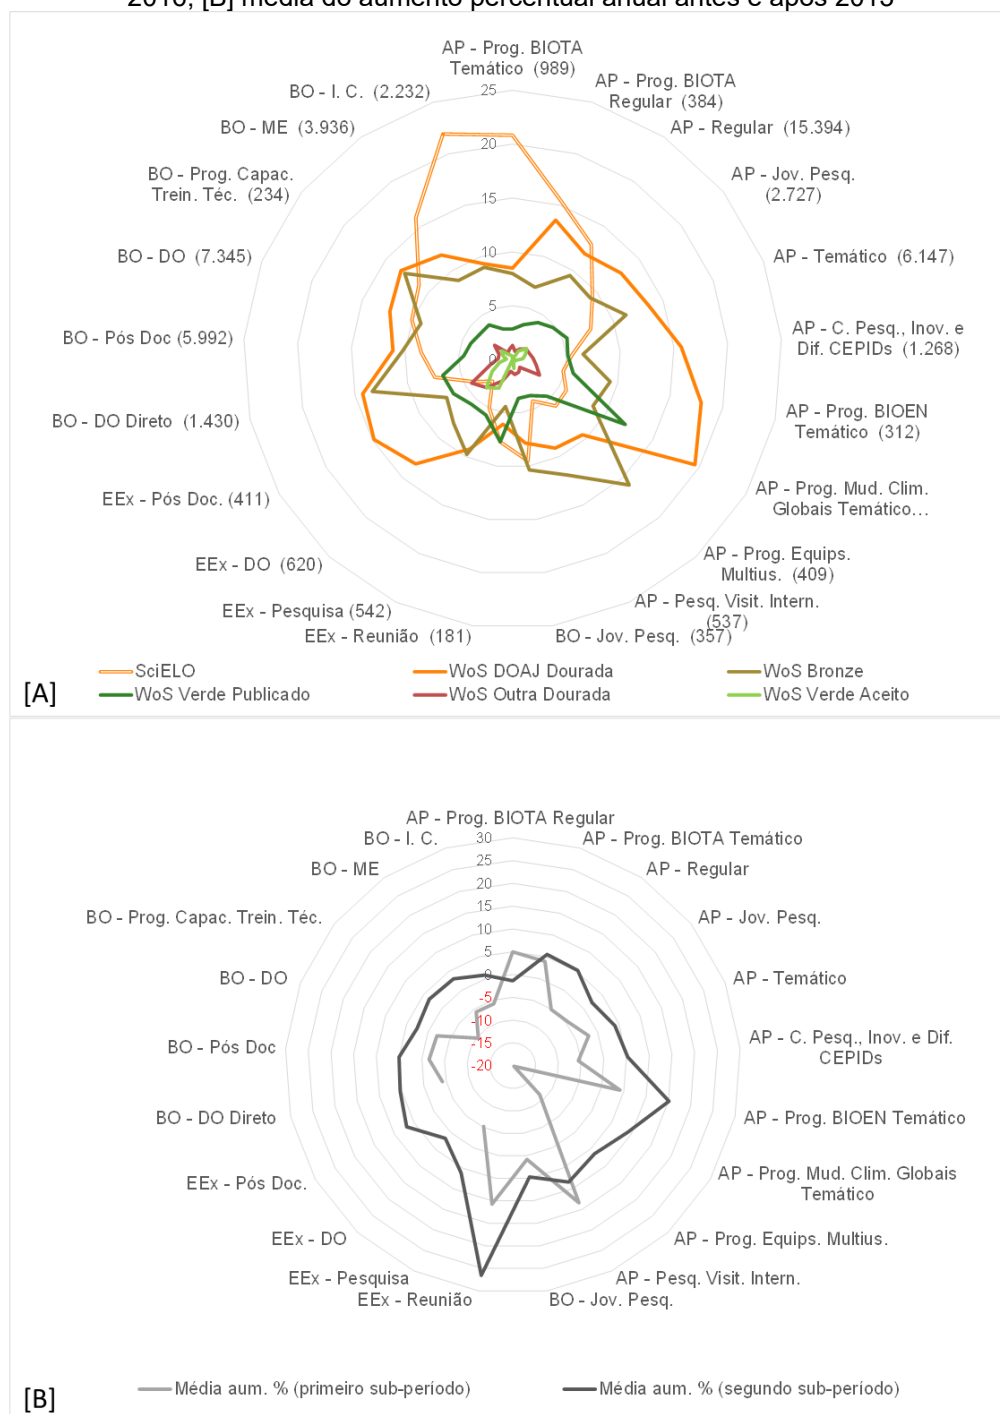 2016; [B] média do aumento percentual anual antes e após 2013
AP - Prog. BIOTA
Temático (989)
AP - Prog. BIOTA
Regular (384)
AP - Regular (15.394)
AP - Jov. Pesq.
(2.727)
AP - Temático (6.147)
AP - C. Pesq., Inov. e
Dif. CEPIDs (1.268)
AP - Prog. BIOEN
Temático (312)
AP - Prog. Mud. Clim.
Globais Temático...
AP - Prog. Equips.
Multius. (409)
AP - Pesq. Visit. Intern.
(537)
BO - Jov. Pesq. (357)
EEx - Reunião (181)
EEx - Pesquisa (542)
EEx - DO (620)
EEx - Pós Doc. (411)
BO - DO Direto (1.430)
BO - Pós Doc (5.992)
BO - DO (7.345)
BO - Prog. Capac.
Trein. Téc. (234)
BO - ME (3.936)
BO - I. C. (2.232)
25
20
15
10
5
0
SciELO
WoS DOAJ Dourada
WoS Bronze
WoS Verde Publicado
WoS Outra Dourada
WoS Verde Aceito
[A]
AP - Prog. BIOTA Regular
AP - Prog. BIOTA Temático
AP - Regular
AP - Jov. Pesq.
AP - Temático
AP - C. Pesq., Inov. e Dif.
CEPIDs
AP - Prog. BIOEN Temático
AP - Prog. Mud. Clim. Globais
Temático
AP - Prog. Equips. Multius.
AP - Pesq. Visit. Intern.
BO - Jov. Pesq.
EEx - Reunião
EEx - Pesquisa
EEx - DO
EEx - Pós Doc.
BO - DO Direto
BO - Pós Doc
BO - DO
BO - Prog. Capac. Trein. Téc.
BO - ME
BO - I. C.
30
25
20
15
10
5
0
-5
-10
-15
-20
Média aum. % (primeiro sub-período)
Média aum. % (segundo sub-período)
[B]